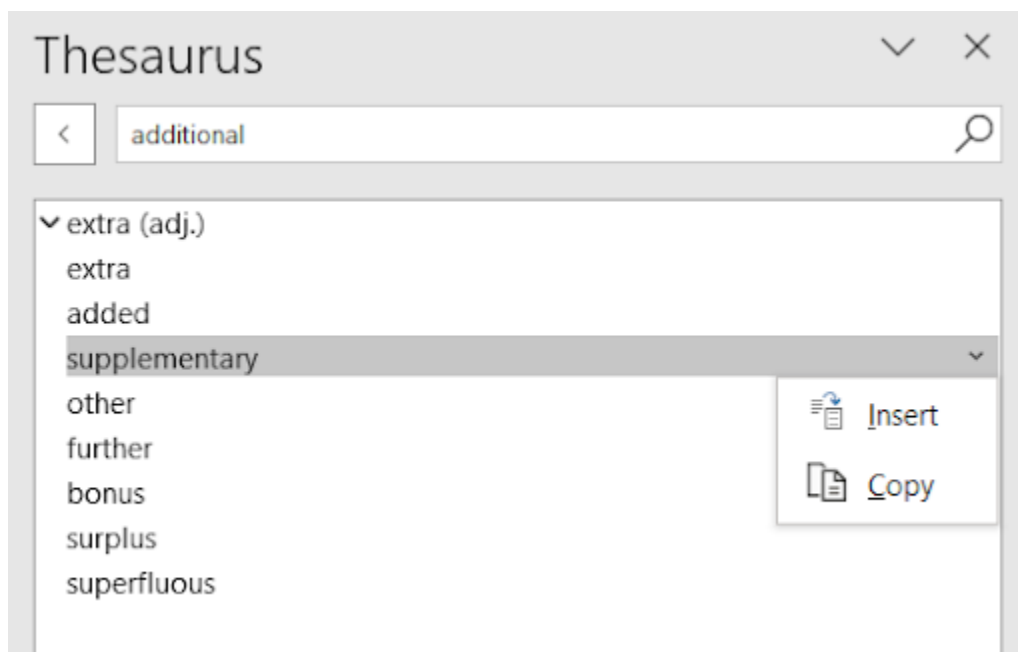 Thesaurus
additional
extra (adj.)
extra
added
supplementary
other
further
bonus
surplus
superfluous
Insert
Copy